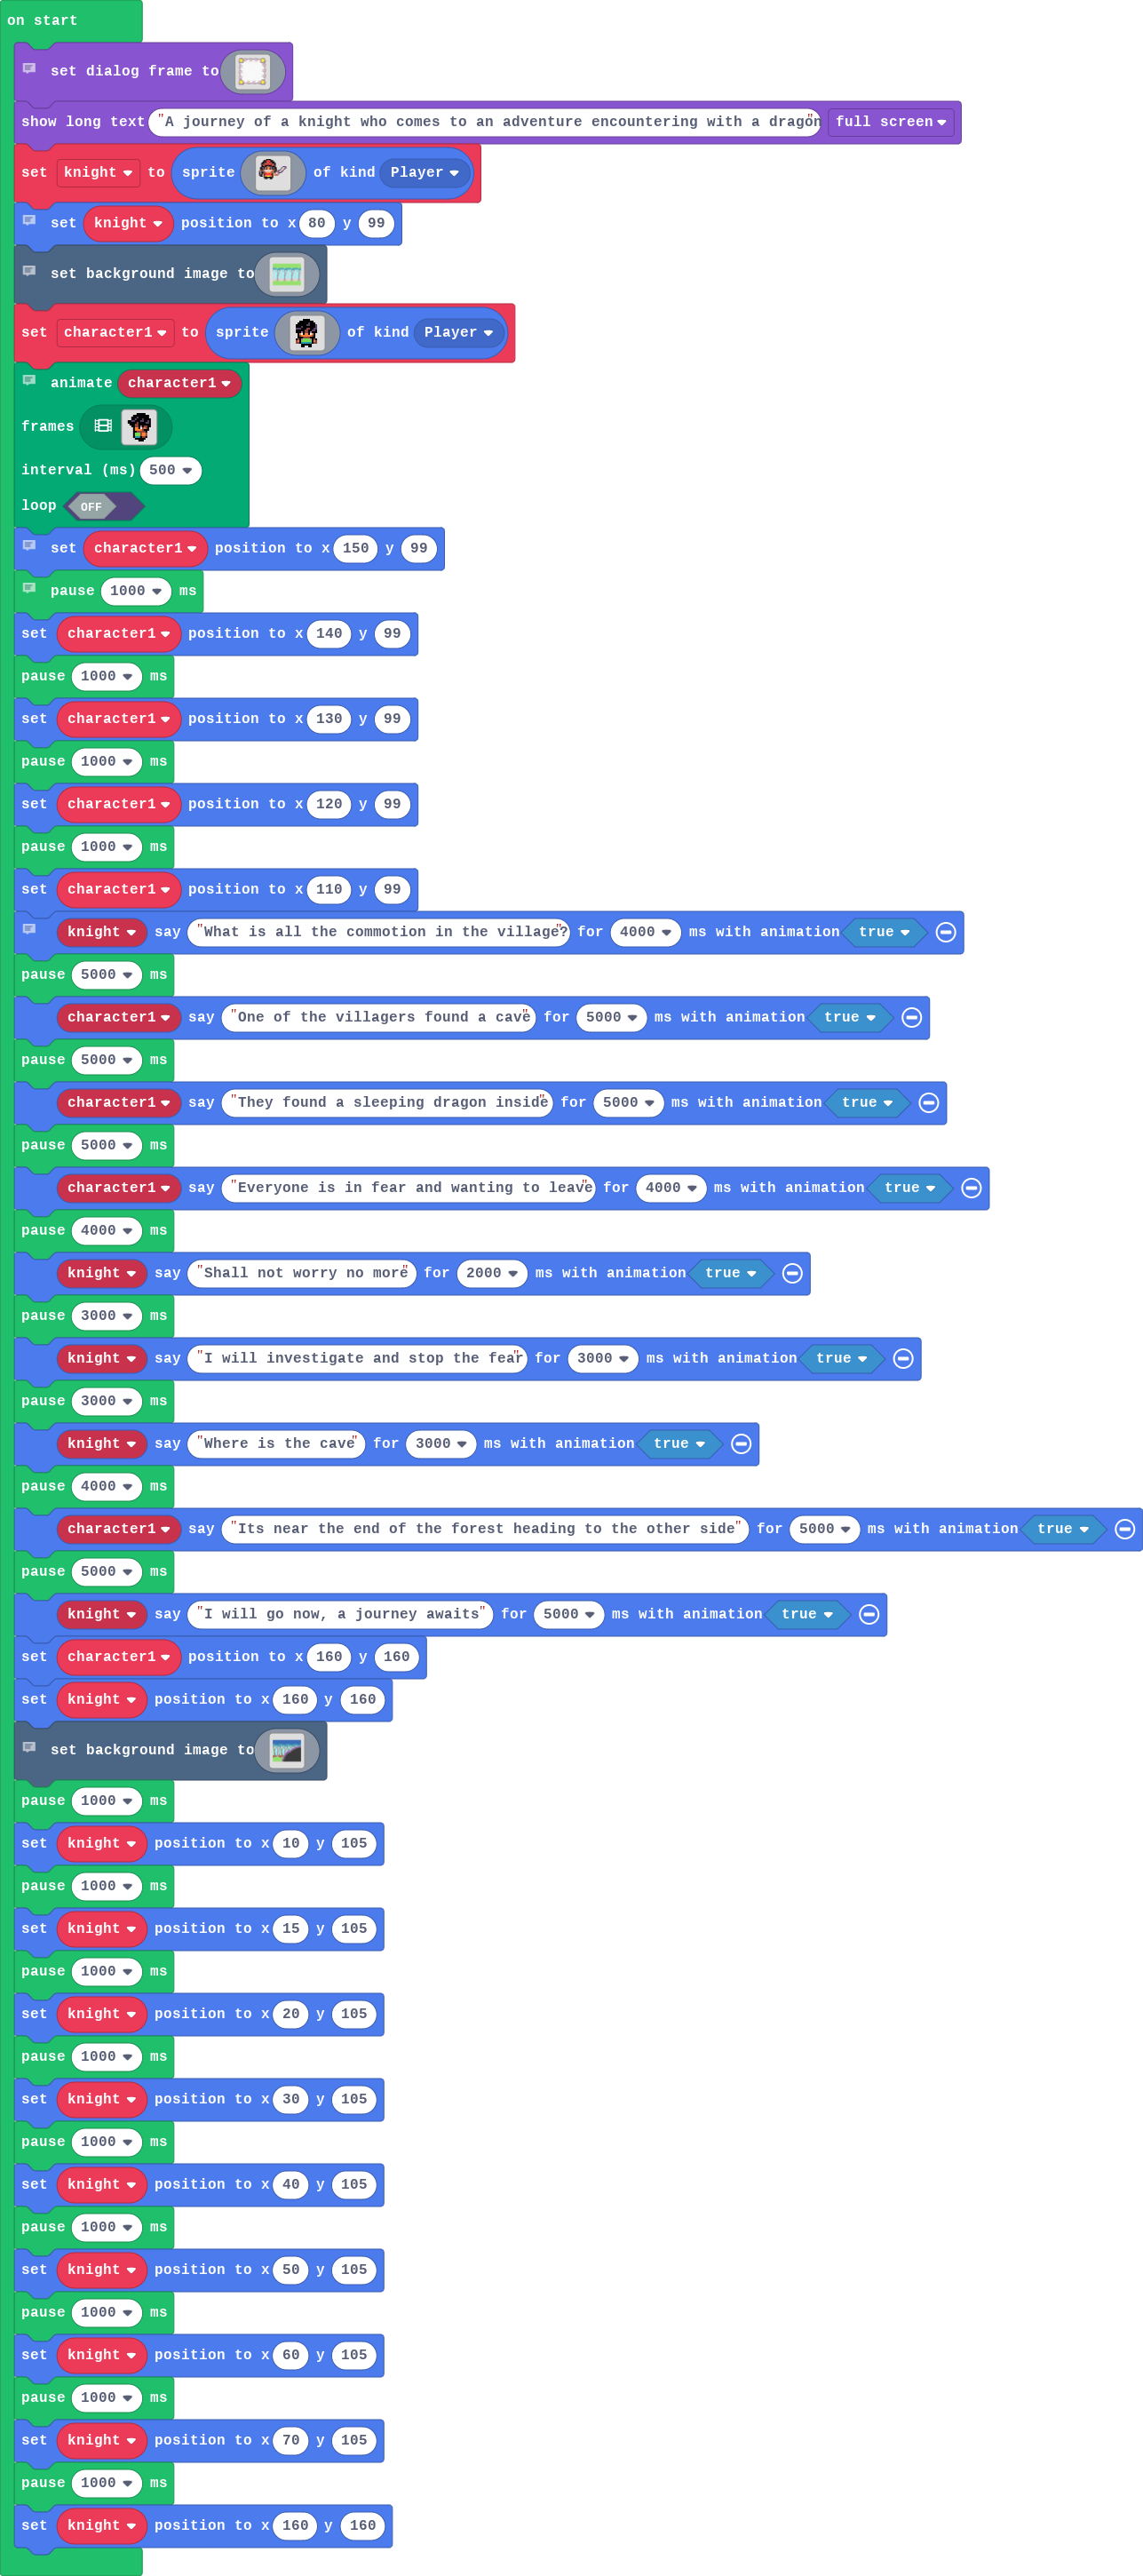 on start
set dialog frame to
show long text "A journey of a knight who comes to an adventure encountering with a dragon" full screen
set knight to sprite of kind Player
set knight position to x 80 y 99
set background image to
set character1 to sprite of kind Player
animate character1
frames
interval (ms) 500
loop OFF
set character1 position to x 150 y 99
pause 1000 ms
set character1 position to x 140 y 99
pause 1000 ms
set character1 position to x 130 y 99
pause 1000 ms
set character1 position to x 120 y 99
pause 1000 ms
set character1 position to x 110 y 99
knight say "What is all the commotion in the village?" for 4000 ms with animation true
pause 5000 ms
character1 say "One of the villagers found a cave" for 5000 ms with animation true
pause 5000 ms
character1 say "They found a sleeping dragon inside" for 5000 ms with animation true
pause 5000 ms
character1 say "Everyone is in fear and wanting to leave" for 4000 ms with animation true
pause 4000 ms
knight say "Shall not worry no more" for 2000 ms with animation true
pause 3000 ms
knight say "I will investigate and stop the fear" for 3000 ms with animation true
pause 3000 ms
knight say "Where is the cave" for 3000 ms with animation true
pause 4000 ms
character1 say "Its near the end of the forest heading to the other side" for 5000 ms with animation true
pause 5000 ms
knight say "I will go now, a journey awaits" for 5000 ms with animation true
set character1 position to x 160 y 160
set knight position to x 160 y 160
set background image to
pause 1000 ms
set knight position to x 10 y 105
pause 1000 ms
set knight position to x 15 y 105
pause 1000 ms
set knight position to x 20 y 105
pause 1000 ms
set knight position to x 30 y 105
pause 1000 ms
set knight position to x 40 y 105
pause 1000 ms
set knight position to x 50 y 105
pause 1000 ms
set knight position to x 60 y 105
pause 1000 ms
set knight position to x 70 y 105
pause 1000 ms
set knight position to x 160 y 160